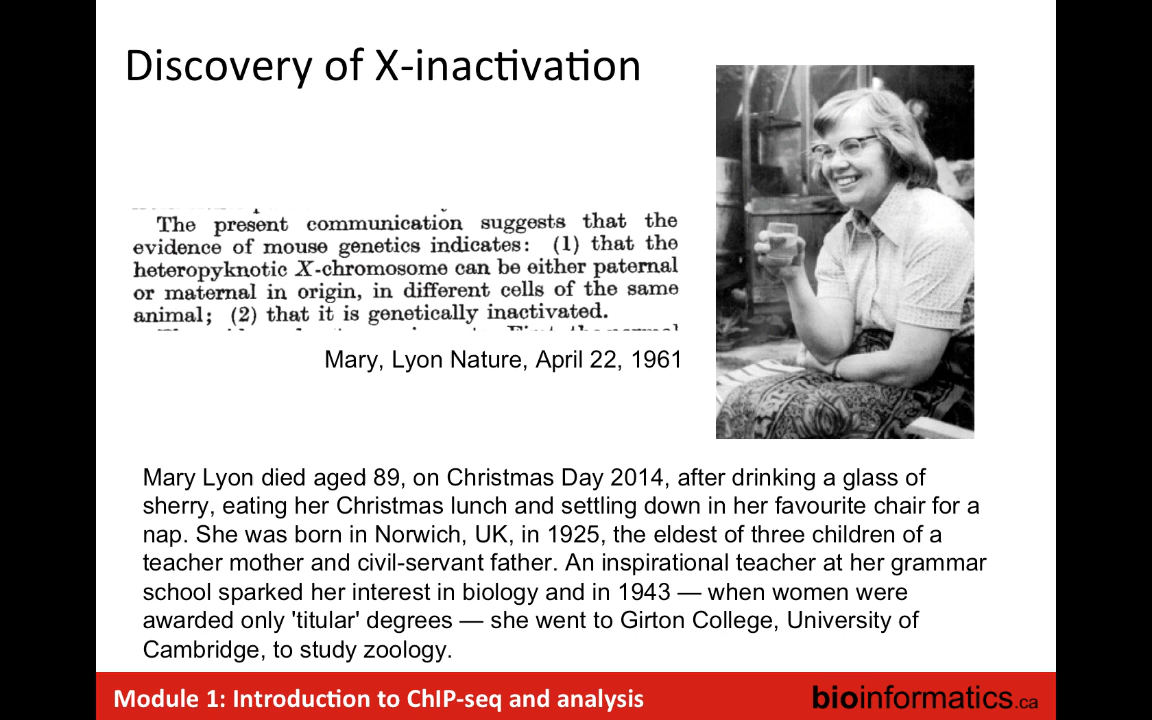 Discovery of X-inactivation
The present communication suggests that the
evidence of mouse genetics indicates: (1) that the
heteropyknotic X-chromosome can be either paternal
or maternal in origin, in different cells of the same
animal; (2) that it is genetically inactivated.
Mary, Lyon Nature, April 22, 1961
Mary Lyon died aged 89, on Christmas Day 2014, after drinking a glass of
sherry, eating her Christmas lunch and settling down in her favourite chair for a
nap. She was born in Norwich, UK, in 1925, the eldest of three children of a
teacher mother and civil-servant father. An inspirational teacher at her grammar
school sparked her interest in biology and in 1943 — when women were
awarded only 'titular' degrees — she went to Girton College, University of
Cambridge, to study zoology.
Module 1: Introduction to ChIP-seq and analysis
bioinformatics.ca